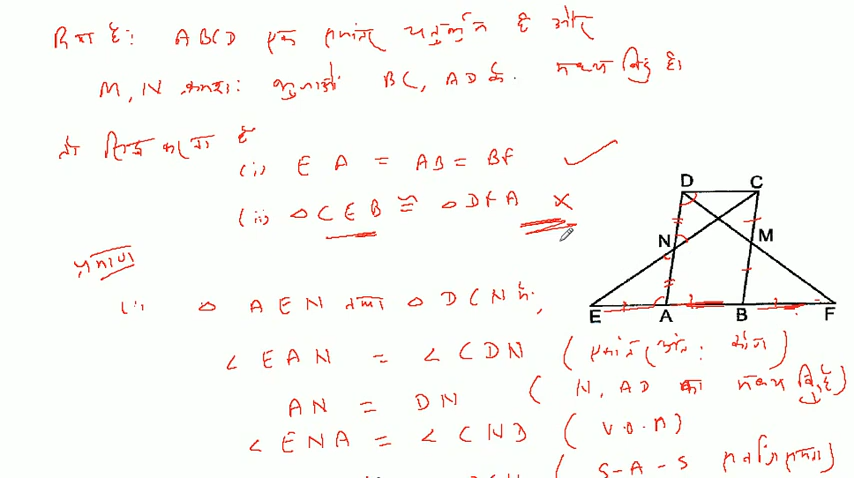 दिया है: ABCD एक समांतर चतुर्भुज है और
M, N क्रमशः भुजाओं BC, AD के मध्य बिंदु हैं।
तो सिद्ध करना है
(i) EA = AB = BF
(ii) △CEB ≅ △DFA ×
प्रमाण
(i) △ AEN तथा △ DCN में,
∠EAN = ∠CDN (एकांतर अंतः कोण)
AN = DN (N, AD का मध्य बिंदु है)
∠ENA = ∠CND (V.O.A)
(S-A-S
D C
N M
E A B F